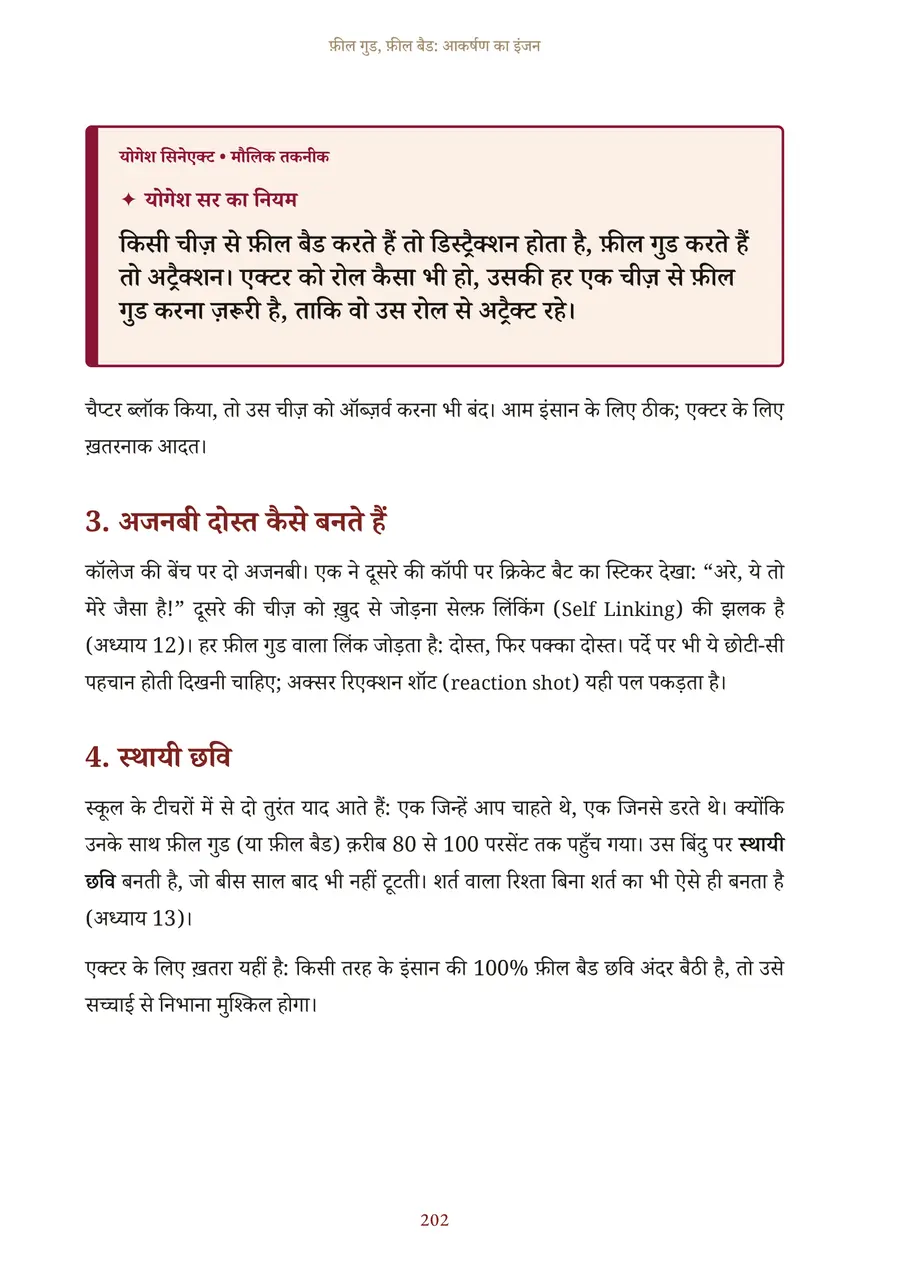 फ़ील गुड, फ़ील बैड: आकर्षण का इंजन
योगेश सिनेएक्ट • मौलिक तकनीक
✦ योगेश सर का नियम
किसी चीज़ से फ़ील बैड करते हैं तो डिस्ट्रैक्शन होता है, फ़ील गुड करते हैं
तो अट्रैक्शन। एक्टर को रोल कैसा भी हो, उसकी हर एक चीज़ से फ़ील
गुड करना ज़रूरी है, ताकि वो उस रोल से अट्रैक्ट रहे।
चैप्टर ब्लॉक किया, तो उस चीज़ को ऑब्ज़र्व करना भी बंद। आम इंसान के लिए ठीक; एक्टर के लिए
ख़तरनाक आदत।
3. अजनबी दोस्त कैसे बनते हैं
कॉलेज की बेंच पर दो अजनबी। एक ने दूसरे की कॉपी पर क्रिकेट बैट का स्टिकर देखा: “अरे, ये तो
मेरे जैसा है!” दूसरे की चीज़ को ख़ुद से जोड़ना सेल्फ़ लिंकिंग (Self Linking) की झलक है
(अध्याय 12)। हर फ़ील गुड वाला लिंक जोड़ता है: दोस्त, फिर पक्का दोस्त। पर्दे पर भी ये छोटी-सी
पहचान होती दिखनी चाहिए; अक्सर रिएक्शन शॉट (reaction shot) यही पल पकड़ता है।
4. स्थायी छवि
स्कूल के टीचरों में से दो तुरंत याद आते हैं: एक जिन्हें आप चाहते थे, एक जिनसे डरते थे। क्योंकि
उनके साथ फ़ील गुड (या फ़ील बैड) क़रीब 80 से 100 परसेंट तक पहुँच गया। उस बिंदु पर स्थायी
छवि बनती है, जो बीस साल बाद भी नहीं टूटती। शर्त वाला रिश्ता बिना शर्त का भी ऐसे ही बनता है
(अध्याय 13)।
एक्टर के लिए ख़तरा यहीं है: किसी तरह के इंसान की 100% फ़ील बैड छवि अंदर बैठी है, तो उसे
सच्चाई से निभाना मुश्किल होगा।
202